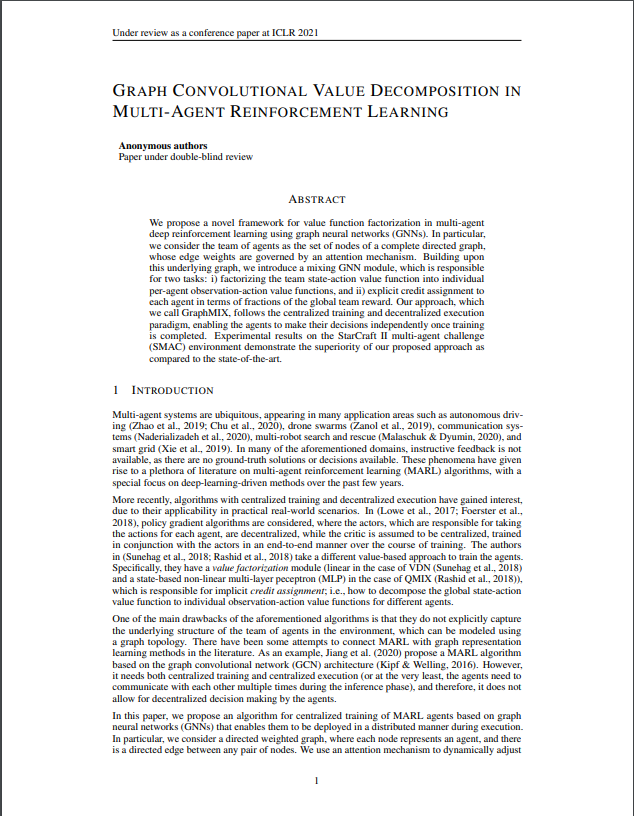 Under review as a conference paper at ICLR 2021
GRAPH CONVOLUTIONAL VALUE DECOMPOSITION IN
MULTI-AGENT REINFORCEMENT LEARNING
Anonymous authors
Paper under double-blind review
ABSTRACT
We propose a novel framework for value function factorization in multi-agent
deep reinforcement learning using graph neural networks (GNNs). In particular,
we consider the team of agents as the set of nodes of a complete directed graph,
whose edge weights are governed by an attention mechanism. Building upon
this underlying graph, we introduce a mixing GNN module, which is responsible
for two tasks: i) factorizing the team state-action value function into individual
per-agent observation-action value functions, and ii) explicit credit assignment to
each agent in terms of fractions of the global team reward. Our approach, which
we call GraphMIX, follows the centralized training and decentralized execution
paradigm, enabling the agents to make their decisions independently once training
is completed. Experimental results on the StarCraft II multi-agent challenge
(SMAC) environment demonstrate the superiority of our proposed approach as
compared to the state-of-the-art.
1 INTRODUCTION
Multi-agent systems are ubiquitous, appearing in many application areas such as autonomous driv-
ing (Zhao et al., 2019; Chu et al., 2020), drone swarms (Zanol et al., 2019), communication sys-
tems (Naderializadeh et al., 2020), multi-robot search and rescue (Malaschuk & Dyumin, 2020), and
smart grid (Xie et al., 2019). In many of the aforementioned domains, instructive feedback is not
available, as there are no ground-truth solutions or decisions available. These phenomena have given
rise to a plethora of literature on multi-agent reinforcement learning (MARL) algorithms, with a
special focus on deep-learning-driven methods over the past few years.
More recently, algorithms with centralized training and decentralized execution have gained interest,
due to their applicability in practical real-world scenarios. In (Lowe et al., 2017; Foerster et al.,
2018), policy gradient algorithms are considered, where the actors, which are responsible for taking
the actions for each agent, are decentralized, while the critic is assumed to be centralized, trained
in conjunction with the actors in an end-to-end manner over the course of training. The authors
in (Sunehag et al., 2018; Rashid et al., 2018) take a different value-based approach to train the agents.
Specifically, they have a value factorization module (linear in the case of VDN (Sunehag et al., 2018)
and a state-based non-linear multi-layer peceptron (MLP) in the case of QMIX (Rashid et al., 2018)),
which is responsible for implicit credit assignment; i.e., how to decompose the global state-action
value function to individual observation-action value functions for different agents.
One of the main drawbacks of the aforementioned algorithms is that they do not explicitly capture
the underlying structure of the team of agents in the environment, which can be modeled using
a graph topology. There have been some attempts to connect MARL with graph representation
learning methods in the literature. As an example, Jiang et al. (2020) propose a MARL algorithm
based on the graph convolutional network (GCN) architecture (Kipf & Welling, 2016). However,
it needs both centralized training and centralized execution (or at the very least, the agents need to
communicate with each other multiple times during the inference phase), and therefore, it does not
allow for decentralized decision making by the agents.
In this paper, we propose an algorithm for centralized training of MARL agents based on graph
neural networks (GNNs) that enables them to be deployed in a distributed manner during execution.
In particular, we consider a directed weighted graph, where each node represents an agent, and there
is a directed edge between any pair of nodes. We use an attention mechanism to dynamically adjust
1